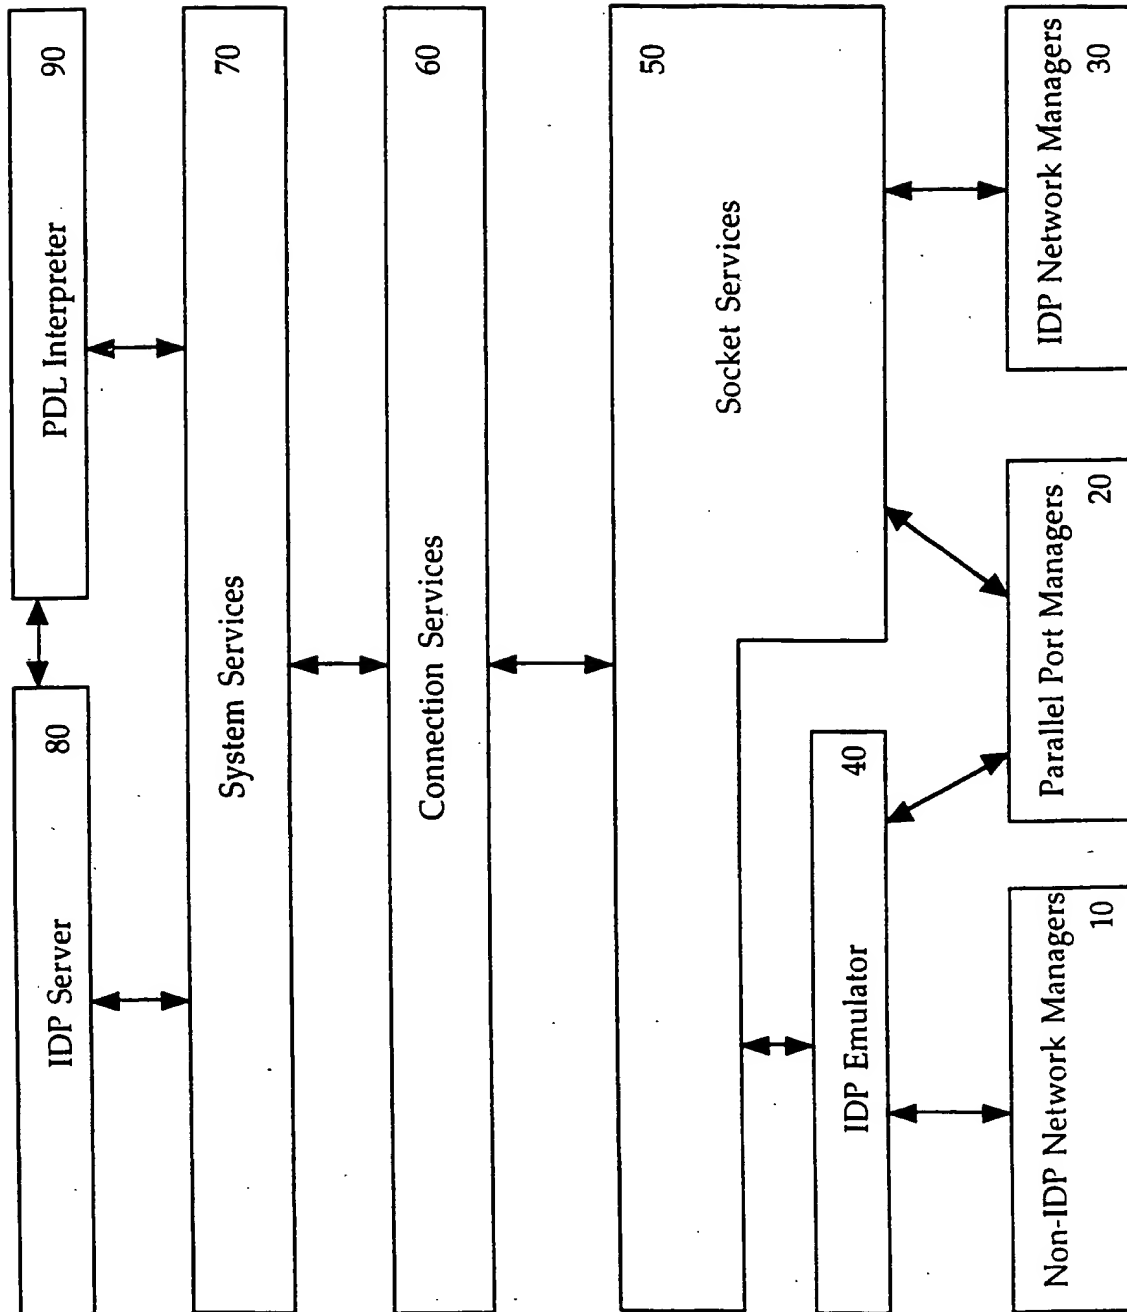 IDP Server
80
PDL Interpreter
90
System Services
70
Connection Services
60
Socket Services
50
IDP Emulator
40
Non-IDP Network Managers
10
Parallel Port Managers
20
IDP Network Managers
30